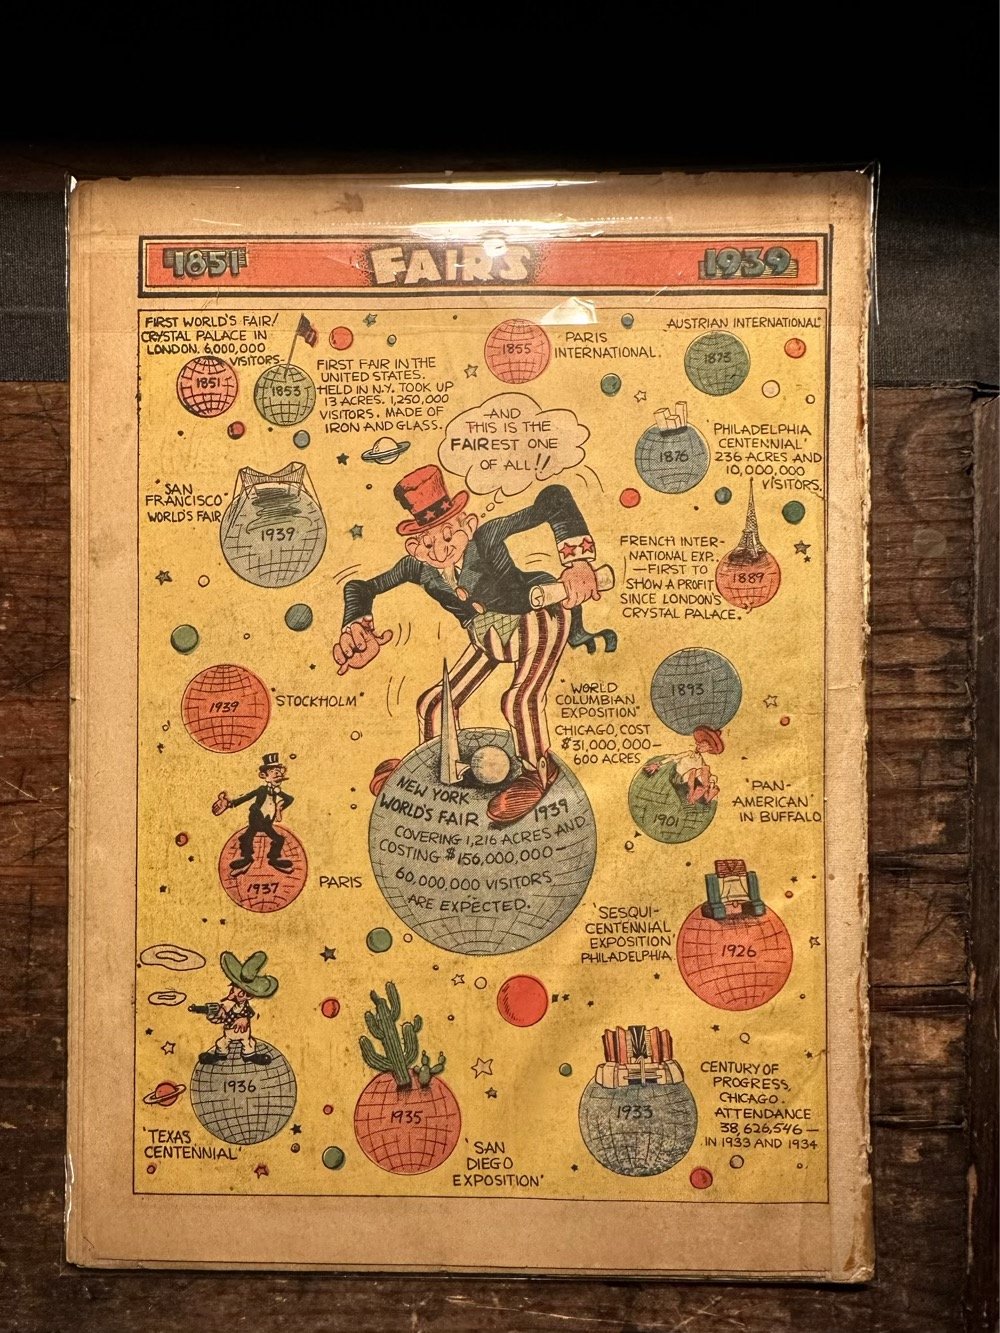 1851 FAIRS 1939
FIRST WORLD'S FAIR!
CRYSTAL PALACE IN
LONDON. 6,000,000
VISITORS.
1851
1853
FIRST FAIR IN THE
UNITED STATES.
HELD IN N.Y. TOOK UP
13 ACRES. 1,250,000
VISITORS. MADE OF
IRON AND GLASS.
1855
PARIS
INTERNATIONAL.
AUSTRIAN INTERNATIONAL"
1873
1876
'PHILADELPHIA
CENTENNIAL'
236 ACRES AND
10,000,000
VISITORS.
AND
THIS IS THE
FAIREST ONE
OF ALL!!
"SAN
FRANCISCO"
WORLD'S FAIR
1939
FRENCH INTER-
NATIONAL EXP.
—FIRST TO
SHOW A PROFIT
SINCE LONDON'S
CRYSTAL PALACE.
1889
1939
"STOCKHOLM"
"WORLD
COLUMBIAN
EXPOSITION"
CHICAGO, COST
$31,000,000—
600 ACRES
1893
1901
'PAN-
AMERICAN'
IN BUFFALO
NEW YORK
WORLD'S FAIR 1939
COVERING 1,216 ACRES AND
COSTING $156,000,000—
60,000,000 VISITORS
ARE EXPECTED.
1937
PARIS
'SESQUI-
CENTENNIAL
EXPOSITION'
PHILADELPHIA
1926
1936
'TEXAS
CENTENNIAL'
1935
'SAN
DIEGO
EXPOSITION'
1933
CENTURY OF
PROGRESS,
CHICAGO.
ATTENDANCE
38,626,546—
IN 1933 AND 1934